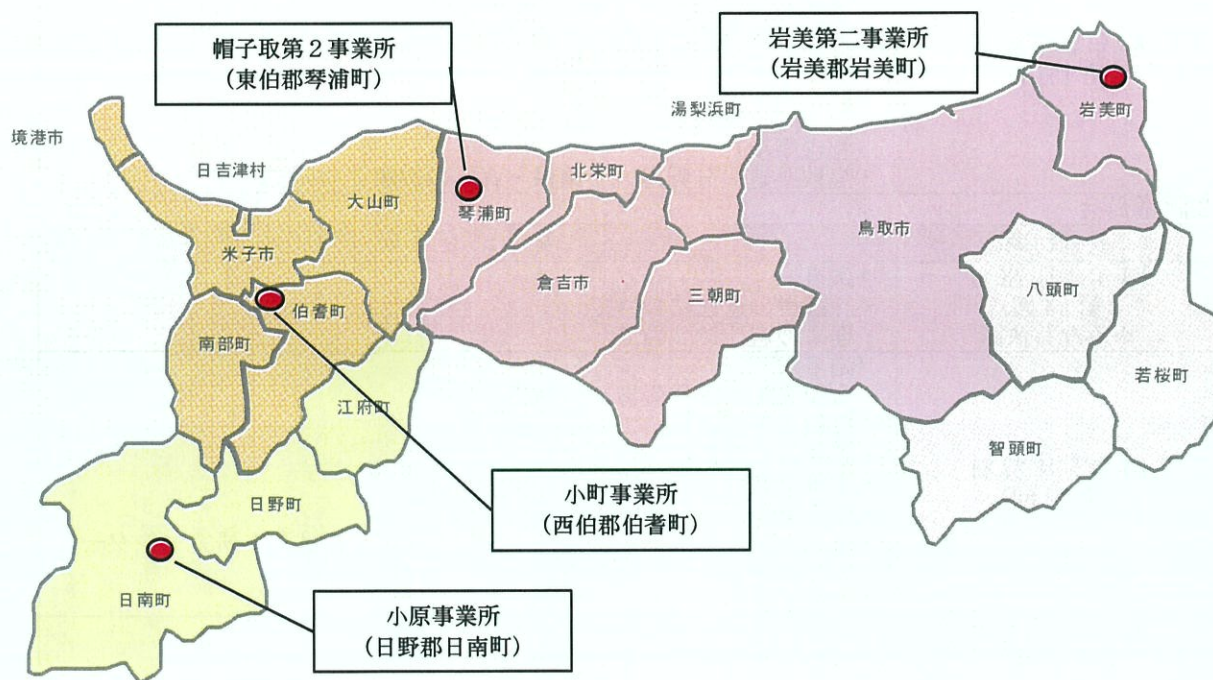 帽子取第２事業所
（東伯郡琴浦町）
岩美第二事業所
（岩美郡岩美町）
境港市
日吉津村
湯梨浜町
岩美町
大山町
琴浦町
北栄町
鳥取市
米子市
倉吉市
三朝町
八頭町
伯耆町
南部町
若桜町
江府町
智頭町
小町事業所
（西伯郡伯耆町）
日野町
日南町
小原事業所
（日野郡日南町）